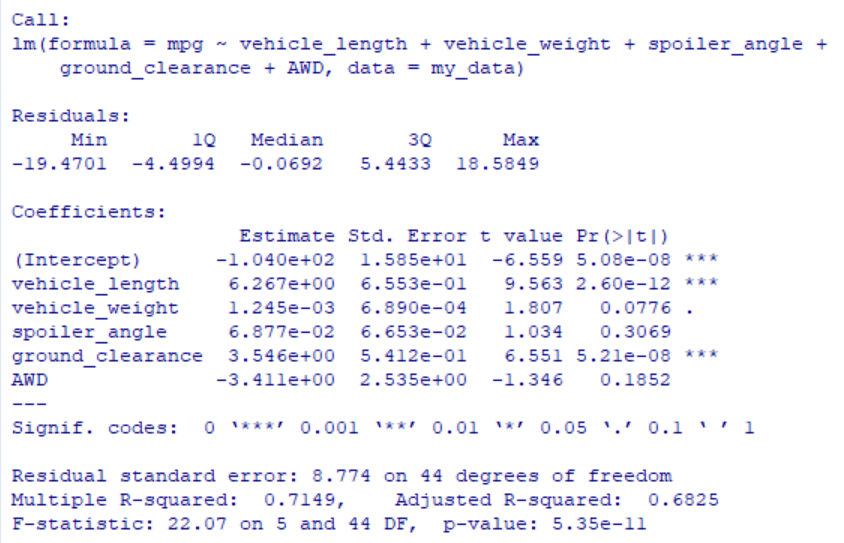 Call:
lm(formula = mpg ~ vehicle_length + vehicle_weight + spoiler_angle +
    ground_clearance + AWD, data = my_data)

Residuals:
     Min       1Q   Median       3Q      Max
-19.4701  -4.4994  -0.0692   5.4433  18.5849

Coefficients:
                   Estimate Std. Error t value Pr(>|t|)
(Intercept)      -1.040e+02  1.585e+01  -6.559 5.08e-08 ***
vehicle_length    6.267e+00  6.553e-01   9.563 2.60e-12 ***
vehicle_weight    1.245e-03  6.890e-04   1.807   0.0776 .
spoiler_angle     6.877e-02  6.653e-02   1.034   0.3069
ground_clearance  3.546e+00  5.412e-01   6.551 5.21e-08 ***
AWD              -3.411e+00  2.535e+00  -1.346   0.1852
---
Signif. codes:  0 ‘***’ 0.001 ‘**’ 0.01 ‘*’ 0.05 ‘.’ 0.1 ‘ ’ 1

Residual standard error: 8.774 on 44 degrees of freedom
Multiple R-squared:  0.7149,    Adjusted R-squared:  0.6825
F-statistic: 22.07 on 5 and 44 DF,  p-value: 5.35e-11